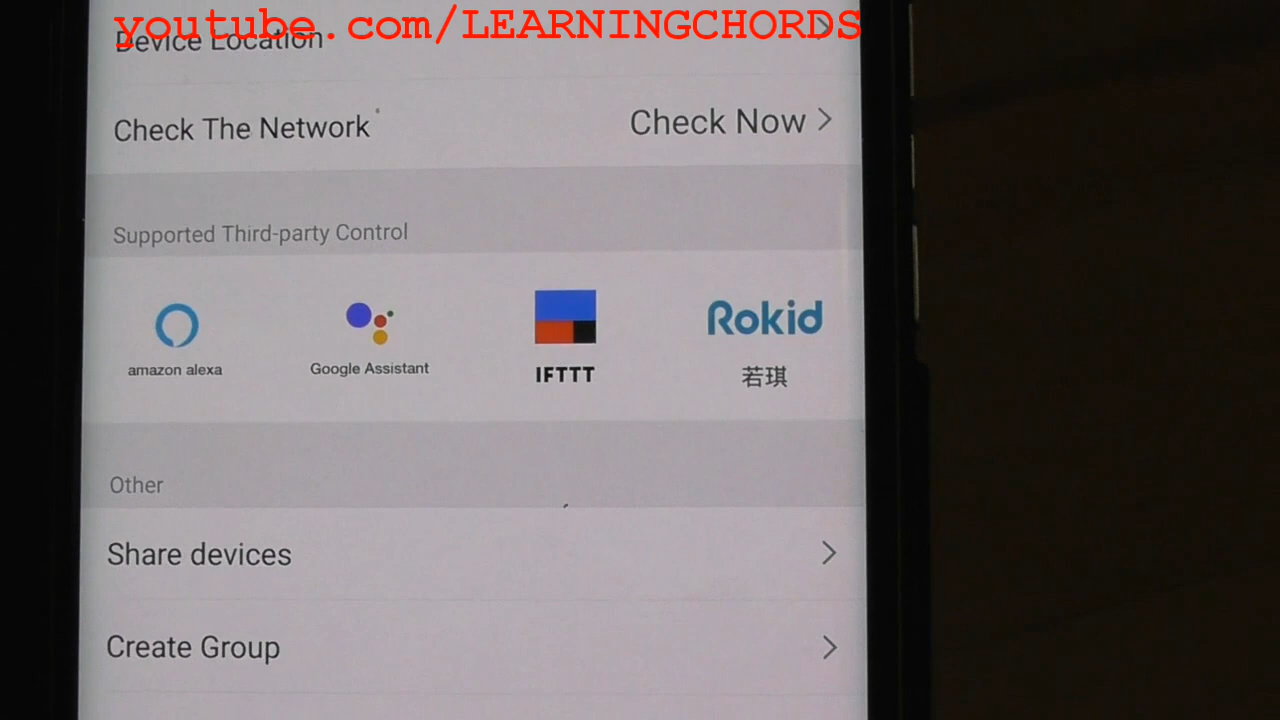 youtube.com/LEARNINGCHORDS
Device Location
Check The Network
Check Now
Supported Third-party Control
amazon alexa
Google Assistant
IFTTT
Rokid
若琪
Other
Share devices
Create Group